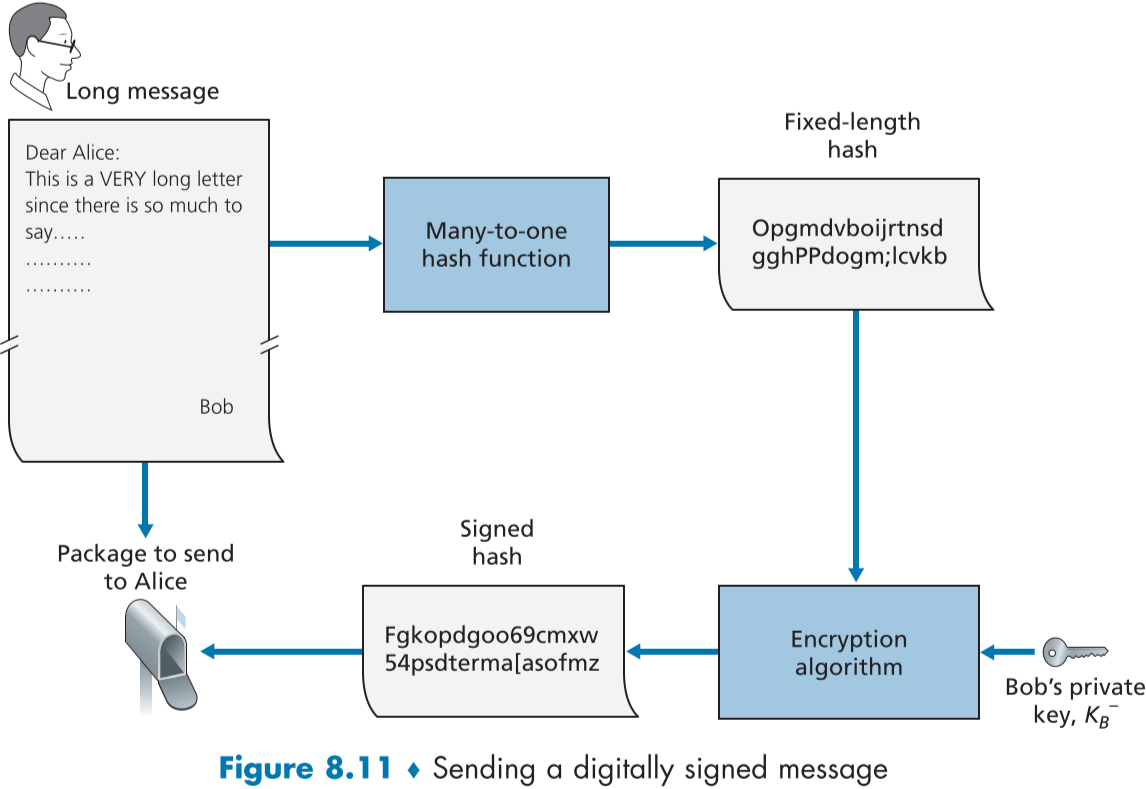 Long message
Dear Alice:
This is a VERY long letter
since there is so much to
say.....
..........
..........
Bob
Many-to-one
hash function
Fixed-length
hash
Opgmdvboijrtnsd
gghPPdogm;lcvkb
Package to send
to Alice
Signed
hash
Fgkopdgoo69cmxw
54psdterma[asofmz
Encryption
algorithm
Bob's private
key, K_B^−
Figure 8.11 ♦ Sending a digitally signed message